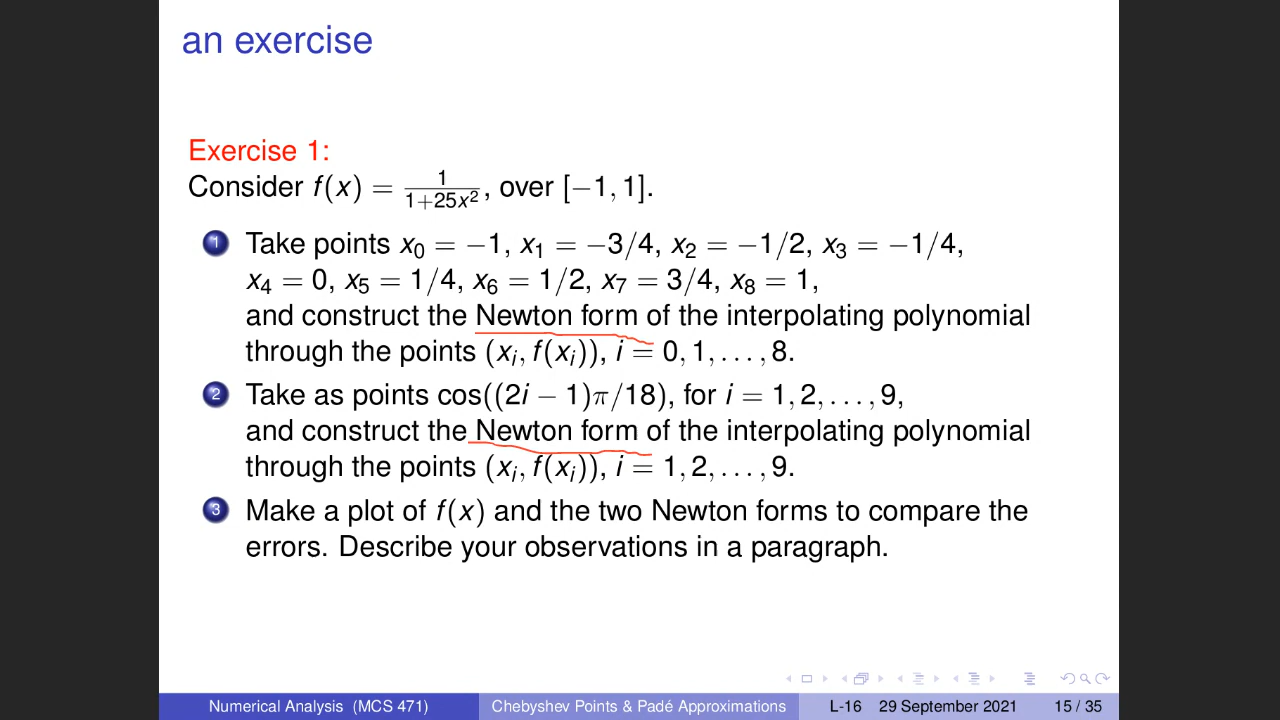 an exercise
Exercise 1:
Consider f(x) = 1/(1+25x²), over [−1, 1].
1 Take points x₀ = −1, x₁ = −3/4, x₂ = −1/2, x₃ = −1/4,
x₄ = 0, x₅ = 1/4, x₆ = 1/2, x₇ = 3/4, x₈ = 1,
and construct the Newton form of the interpolating polynomial
through the points (xᵢ, f(xᵢ)), i = 0, 1, . . . , 8.
2 Take as points cos((2i − 1)π/18), for i = 1, 2, . . . , 9,
and construct the Newton form of the interpolating polynomial
through the points (xᵢ, f(xᵢ)), i = 1, 2, . . . , 9.
3 Make a plot of f(x) and the two Newton forms to compare the
errors. Describe your observations in a paragraph.
Numerical Analysis (MCS 471) Chebyshev Points & Padé Approximations L-16 29 September 2021 15 / 35